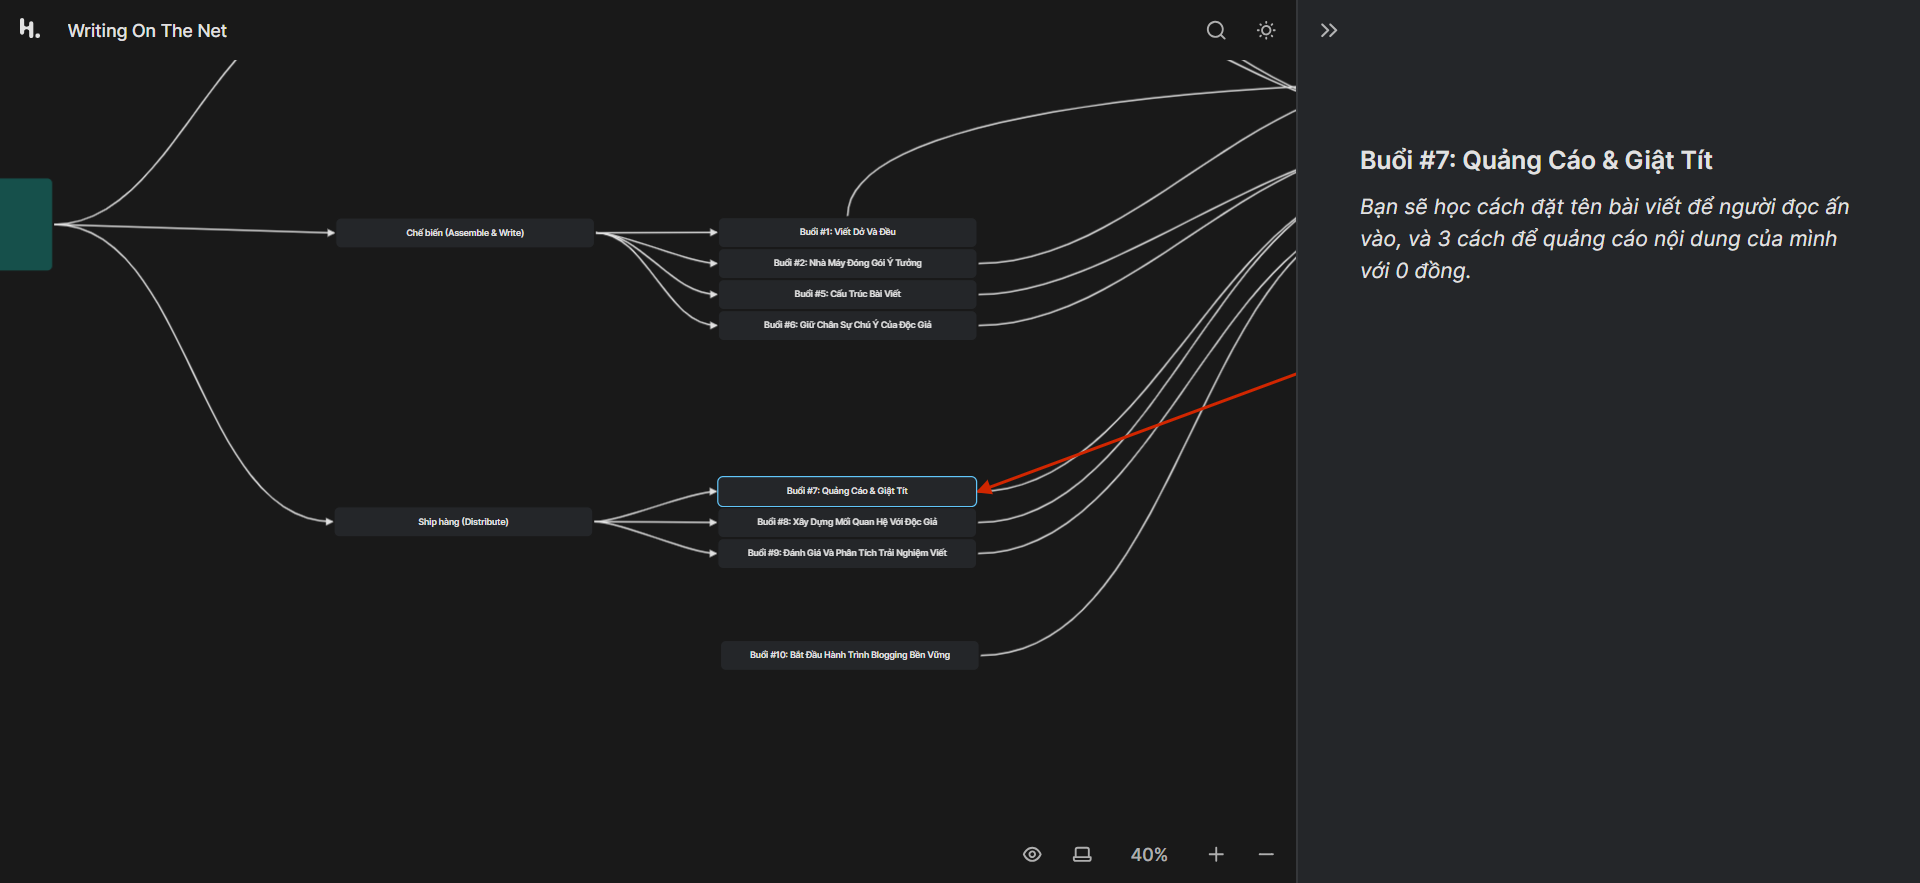 H.
Writing On The Net
Chế biến (Assemble & Write)
Buổi #1: Viết Dở Và Đều
Buổi #2: Nhà Máy Đóng Gói Ý Tưởng
Buổi #5: Cấu Trúc Bài Viết
Buổi #6: Giữ Chân Sự Chú Ý Của Độc Giả
Ship hàng (Distribute)
Buổi #7: Quảng Cáo & Giật Tít
Buổi #8: Xây Dựng Mối Quan Hệ Với Độc Giả
Buổi #9: Đánh Giá Và Phân Tích Trải Nghiệm Viết
Buổi #10: Bắt Đầu Hành Trình Blogging Bền Vững
40%
Buổi #7: Quảng Cáo & Giật Tít
Bạn sẽ học cách đặt tên bài viết để người đọc ấn
vào, và 3 cách để quảng cáo nội dung của mình
với 0 đồng.